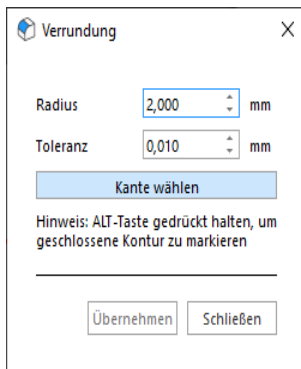 Verrundung
Radius 2,000 mm
Toleranz 0,010 mm
Kante wählen
Hinweis: ALT-Taste gedrückt halten, um
geschlossene Kontur zu markieren
Übernehmen Schließen